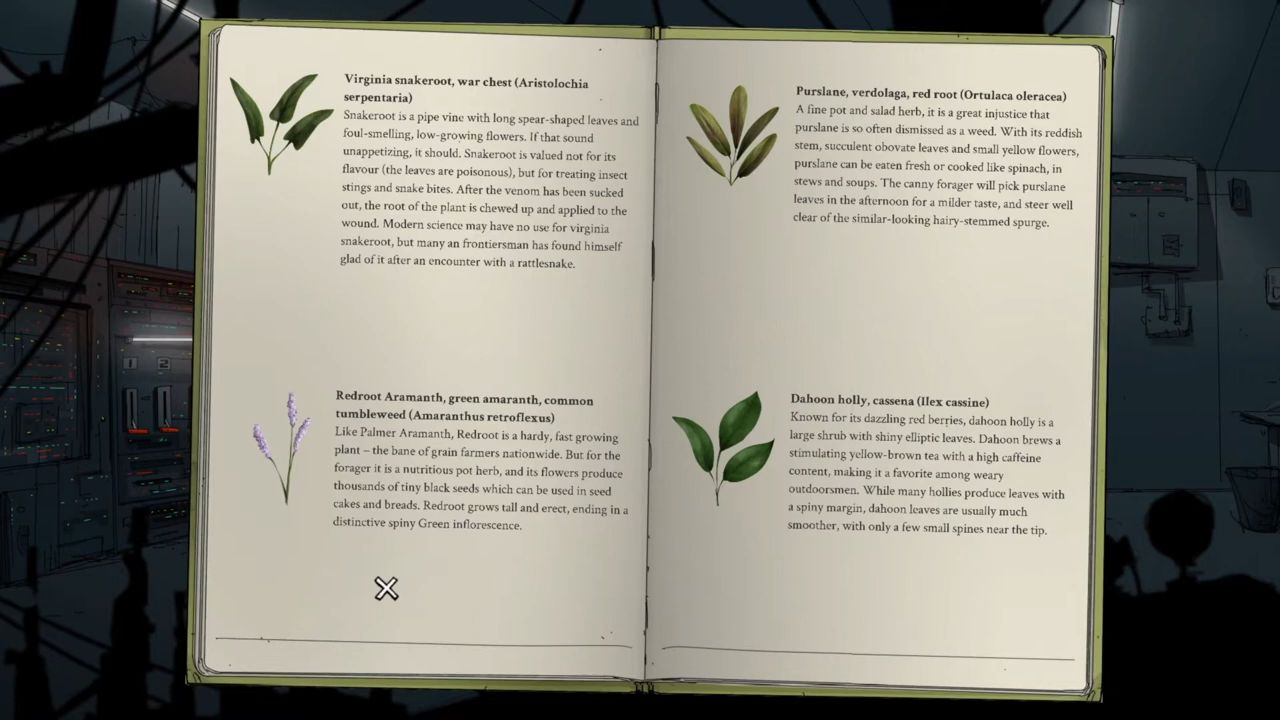 Virginia snakeroot, war chest (Aristolochia
serpentaria)
Snakeroot is a pipe vine with long spear-shaped leaves and
foul-smelling, low-growing flowers. If that sound
unappetizing, it should. Snakeroot is valued not for its
flavour (the leaves are poisonous), but for treating insect
stings and snake bites. After the venom has been sucked
out, the root of the plant is chewed up and applied to the
wound. Modern science may have no use for virginia
snakeroot, but many an frontiersman has found himself
glad of it after an encounter with a rattlesnake.
Redroot Aramanth, green amaranth, common
tumbleweed (Amaranthus retroflexus)
Like Palmer Aramanth, Redroot is a hardy, fast growing
plant – the bane of grain farmers nationwide. But for the
forager it is a nutritious pot herb, and its flowers produce
thousands of tiny black seeds which can be used in seed
cakes and breads. Redroot grows tall and erect, ending in a
distinctive spiny Green inflorescence.
Purslane, verdolaga, red root (Ortulaca oleracea)
A fine pot and salad herb, it is a great injustice that
purslane is so often dismissed as a weed. With its reddish
stem, succulent obovate leaves and small yellow flowers,
purslane can be eaten fresh or cooked like spinach, in
stews and soups. The canny forager will pick purslane
leaves in the afternoon for a milder taste, and steer well
clear of the similar-looking hairy-stemmed spurge.
Dahoon holly, cassena (Ilex cassine)
Known for its dazzling red berries, dahoon holly is a
large shrub with shiny elliptic leaves. Dahoon brews a
stimulating yellow-brown tea with a high caffeine
content, making it a favorite among weary
outdoorsmen. While many hollies produce leaves with
a spiny margin, dahoon leaves are usually much
smoother, with only a few small spines near the tip.
1 2